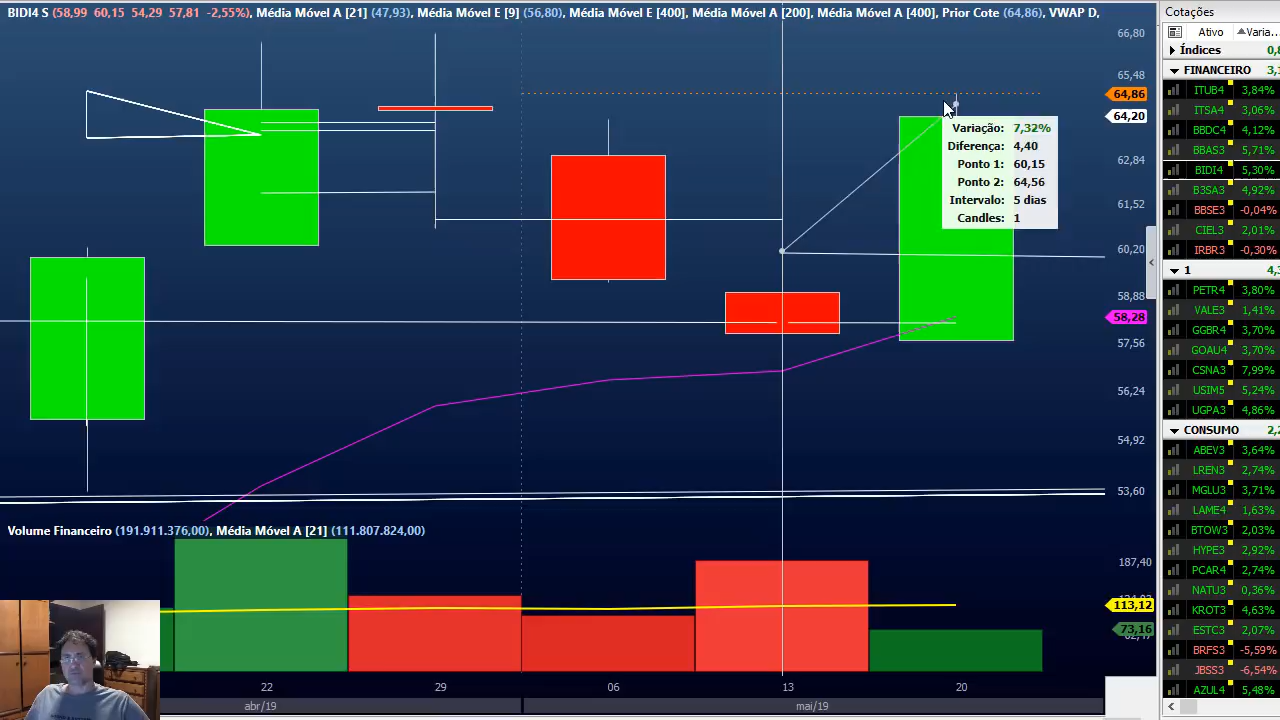 BIDI4 S (58,99 60,15 54,29 57,81 -2,55%), Média Móvel A [21] (47,93), Média Móvel E [9] (56,80), Média Móvel E [400], Média Móvel A [200], Média Móvel A [400], Prior Cote (64,86), VWAP D,
66,80
65,48
64,86
64,20
62,84
61,52
60,20
58,88
58,28
57,56
56,24
54,92
53,60
Variação: 7,32%
Diferença: 4,40
Ponto 1: 60,15
Ponto 2: 64,56
Intervalo: 5 dias
Candles: 1
Volume Financeiro (191.911.376,00), Média Móvel A [21] (111.807.824,00)
187,40
113,12
73,16
22 29 06 13 20
abr/19 mai/19
Cotações
Ativo Varia...
Índices 0,8
FINANCEIRO 3,1
ITUB4 3,84%
ITSA4 3,06%
BBDC4 4,12%
BBAS3 5,71%
BIDI4 5,30%
B3SA3 4,92%
BBSE3 -0,04%
CIEL3 2,01%
IRBR3 -0,30%
1 4,3
PETR4 3,80%
VALE3 1,41%
GGBR4 3,70%
GOAU4 3,70%
CSNA3 7,99%
USIM5 5,24%
UGPA3 4,86%
CONSUMO 2,2
ABEV3 3,64%
LREN3 2,74%
MGLU3 3,71%
LAME4 1,63%
BTOW3 2,03%
HYPE3 2,92%
PCAR4 2,74%
NATU3 0,36%
KROT3 4,63%
ESTC3 2,07%
BRFS3 -5,59%
JBSS3 -6,54%
AZUL4 5,48%